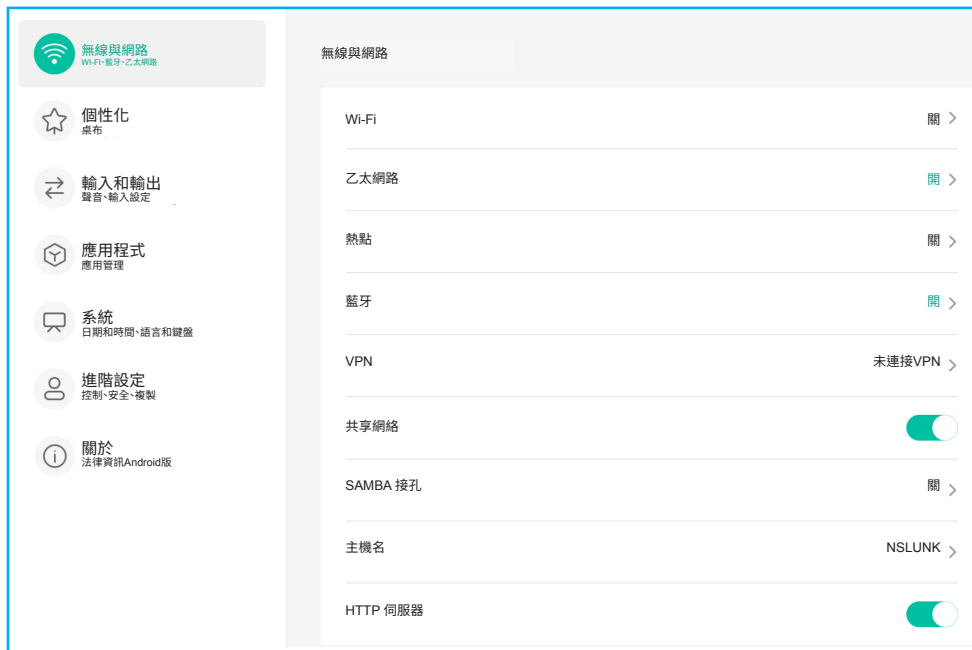 無線與網路
WI-FI、藍牙、乙太網路
個性化
桌布
輸入和輸出
聲音、輸入設定
應用程式
應用管理
系統
日期和時間、語言和鍵盤
進階設定
控制、安全、複製
關於
法律資訊Android版
無線與網路
Wi-Fi 關
乙太網路 開
熱點 關
藍牙 開
VPN 未連接VPN
共享網絡
SAMBA 接孔 關
主機名 NSLUNK
HTTP 伺服器